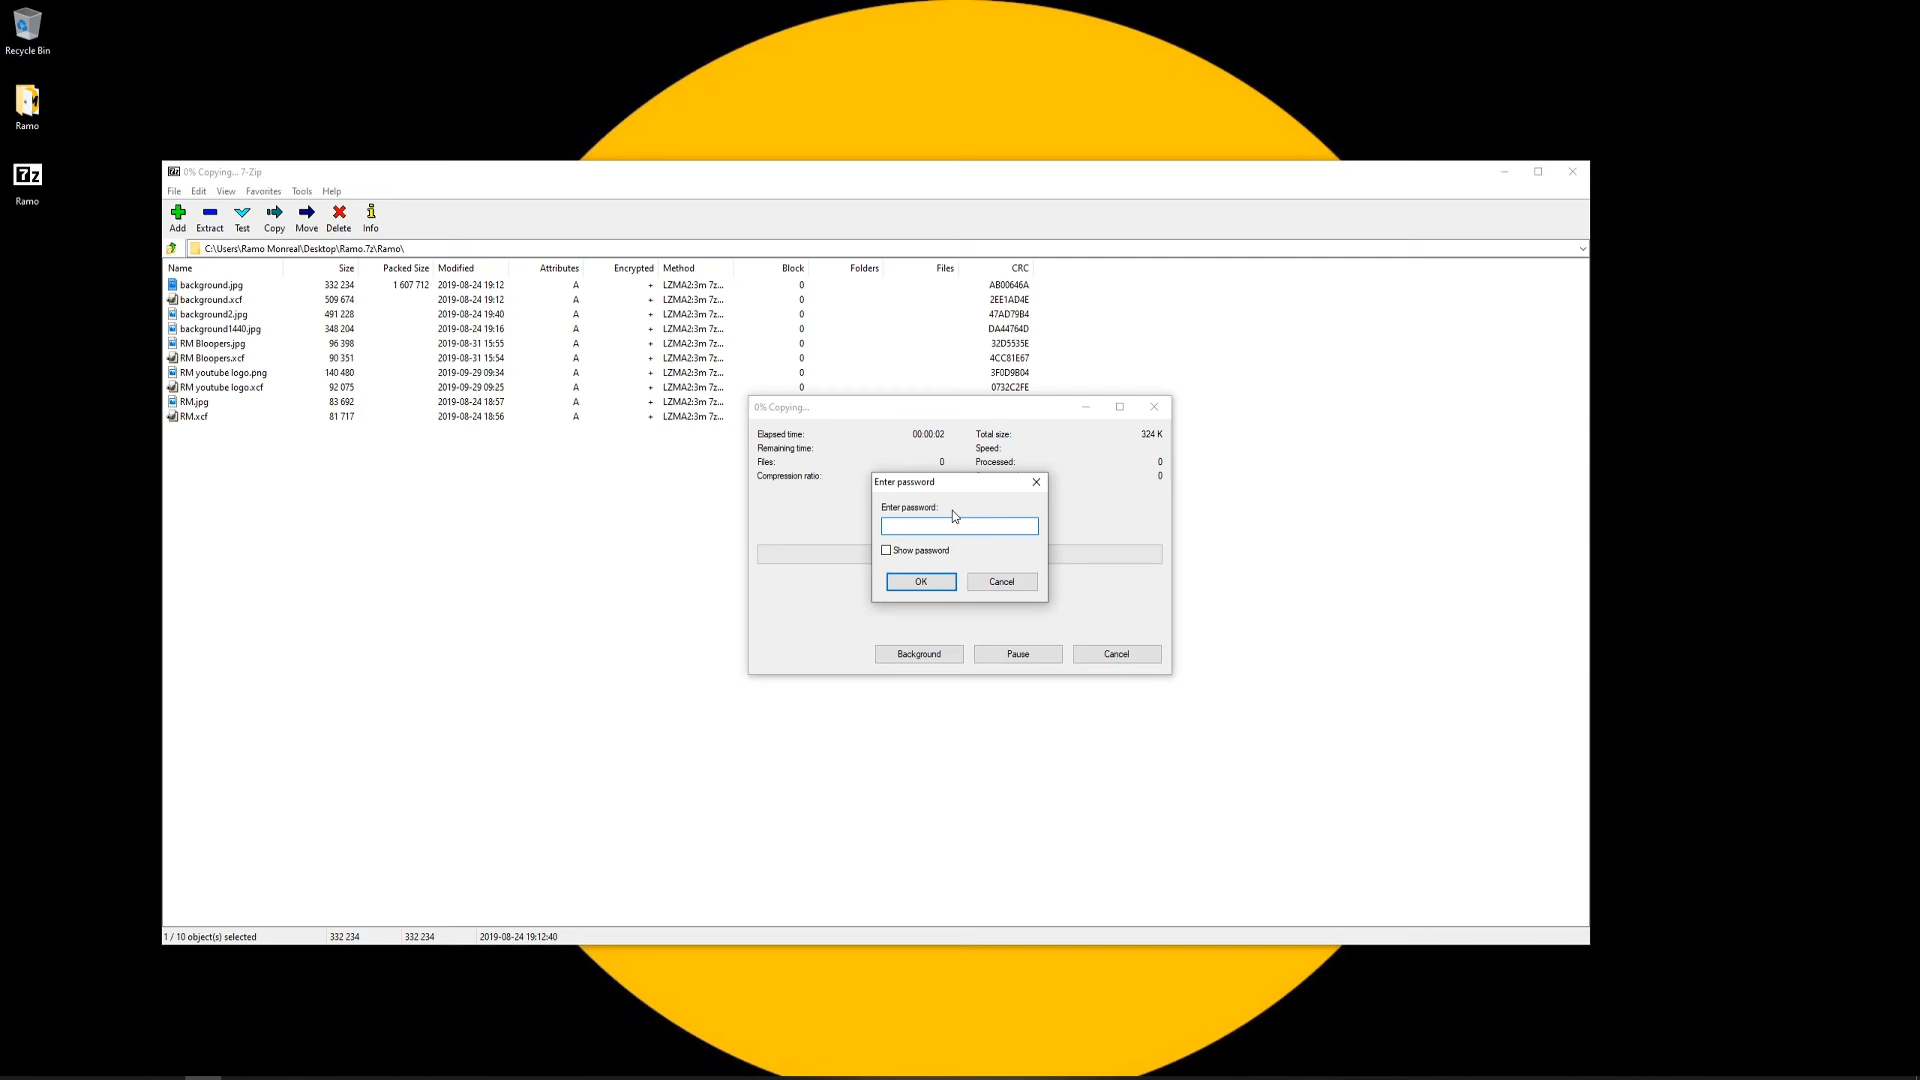 Recycle Bin
Ramo
Ramo
0% Copying... 7-Zip
File Edit View Favorites Tools Help
Add Extract Test Copy Move Delete Info
C:\Users\Ramo Monreal\Desktop\Ramo.7z\Ramo\
Name Size Packed Size Modified Attributes Encrypted Method Block Folders Files CRC
background.jpg 332 234 1 607 712 2019-08-24 19:12 A + LZMA2:3m 7z... 0 AB00646A
background.xcf 509 674 2019-08-24 19:12 A + LZMA2:3m 7z... 0 2EE1AD4E
background2.jpg 491 228 2019-08-24 19:40 A + LZMA2:3m 7z... 0 47AD79B4
background1440.jpg 348 204 2019-08-24 19:16 A + LZMA2:3m 7z... 0 DA44764D
RM Bloopers.jpg 96 398 2019-08-31 15:55 A + LZMA2:3m 7z... 0 32D5535E
RM Bloopers.xcf 90 351 2019-08-31 15:54 A + LZMA2:3m 7z... 0 4CC81E67
RM youtube logo.png 140 480 2019-09-29 09:34 A + LZMA2:3m 7z... 0 3F0D9B04
RM youtube logo.xcf 92 075 2019-09-29 09:25 A + LZMA2:3m 7z... 0 0732C2FE
RM.jpg 83 692 2019-08-24 18:57 A + LZMA2:3m 7z...
RM.xcf 81 717 2019-08-24 18:56 A + LZMA2:3m 7z...
0% Copying...
Elapsed time: 00:00:02 Total size: 324 K
Remaining time: Speed:
Files: 0 Processed: 0
Compression ratio: 0
Enter password
Enter password:
Show password
OK Cancel
Background Pause Cancel
1 / 10 object(s) selected 332 234 332 234 2019-08-24 19:12:40